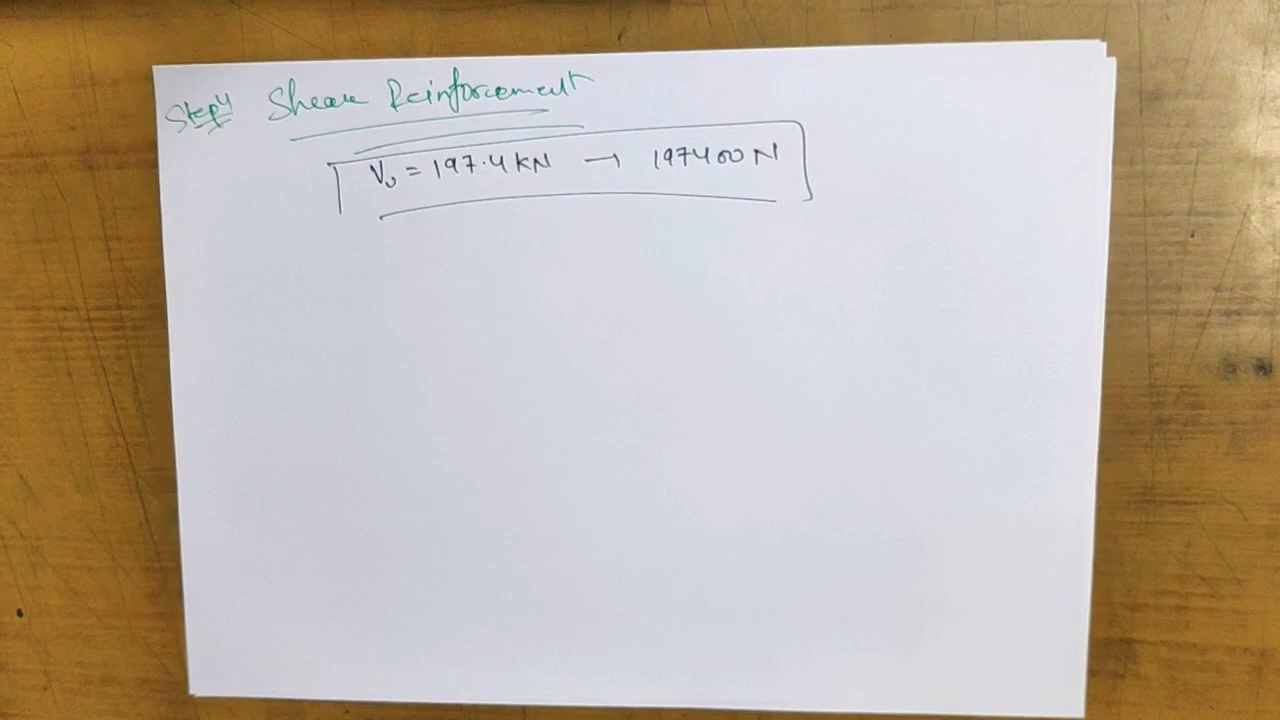 Step4 Shear Reinforcement
Vu = 197.4 KN → 197400 N